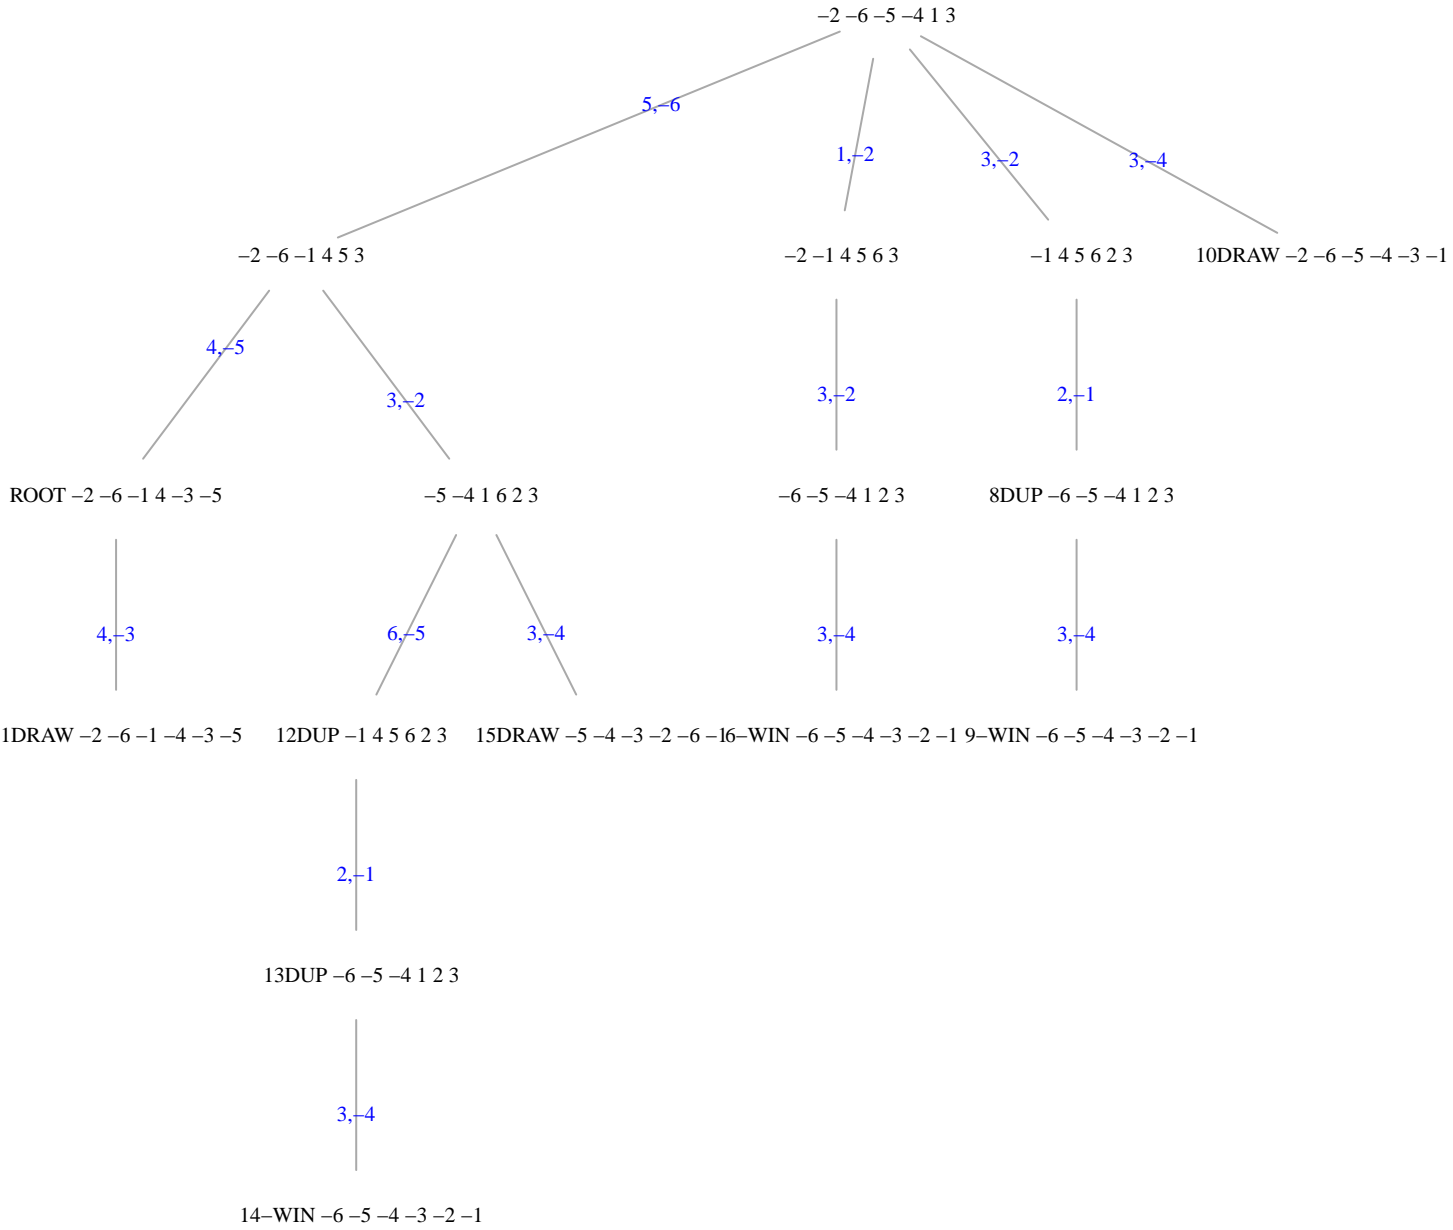 –2 –6 –5 –4 1 3
5,–6
1,–2
3,–2
3,–4
–2 –6 –1 4 5 3
–2 –1 4 5 6 3
–1 4 5 6 2 3
10DRAW –2 –6 –5 –4 –3 –1
4,–5
3,–2
3,–2
2,–1
ROOT –2 –6 –1 4 –3 –5
–5 –4 1 6 2 3
–6 –5 –4 1 2 3
8DUP –6 –5 –4 1 2 3
4,–3
6,–5
3,–4
3,–4
3,–4
1DRAW –2 –6 –1 –4 –3 –5
12DUP –1 4 5 6 2 3
15DRAW –5 –4 –3 –2 –6 –1
6–WIN –6 –5 –4 –3 –2 –1
9–WIN –6 –5 –4 –3 –2 –1
2,–1
13DUP –6 –5 –4 1 2 3
3,–4
14–WIN –6 –5 –4 –3 –2 –1